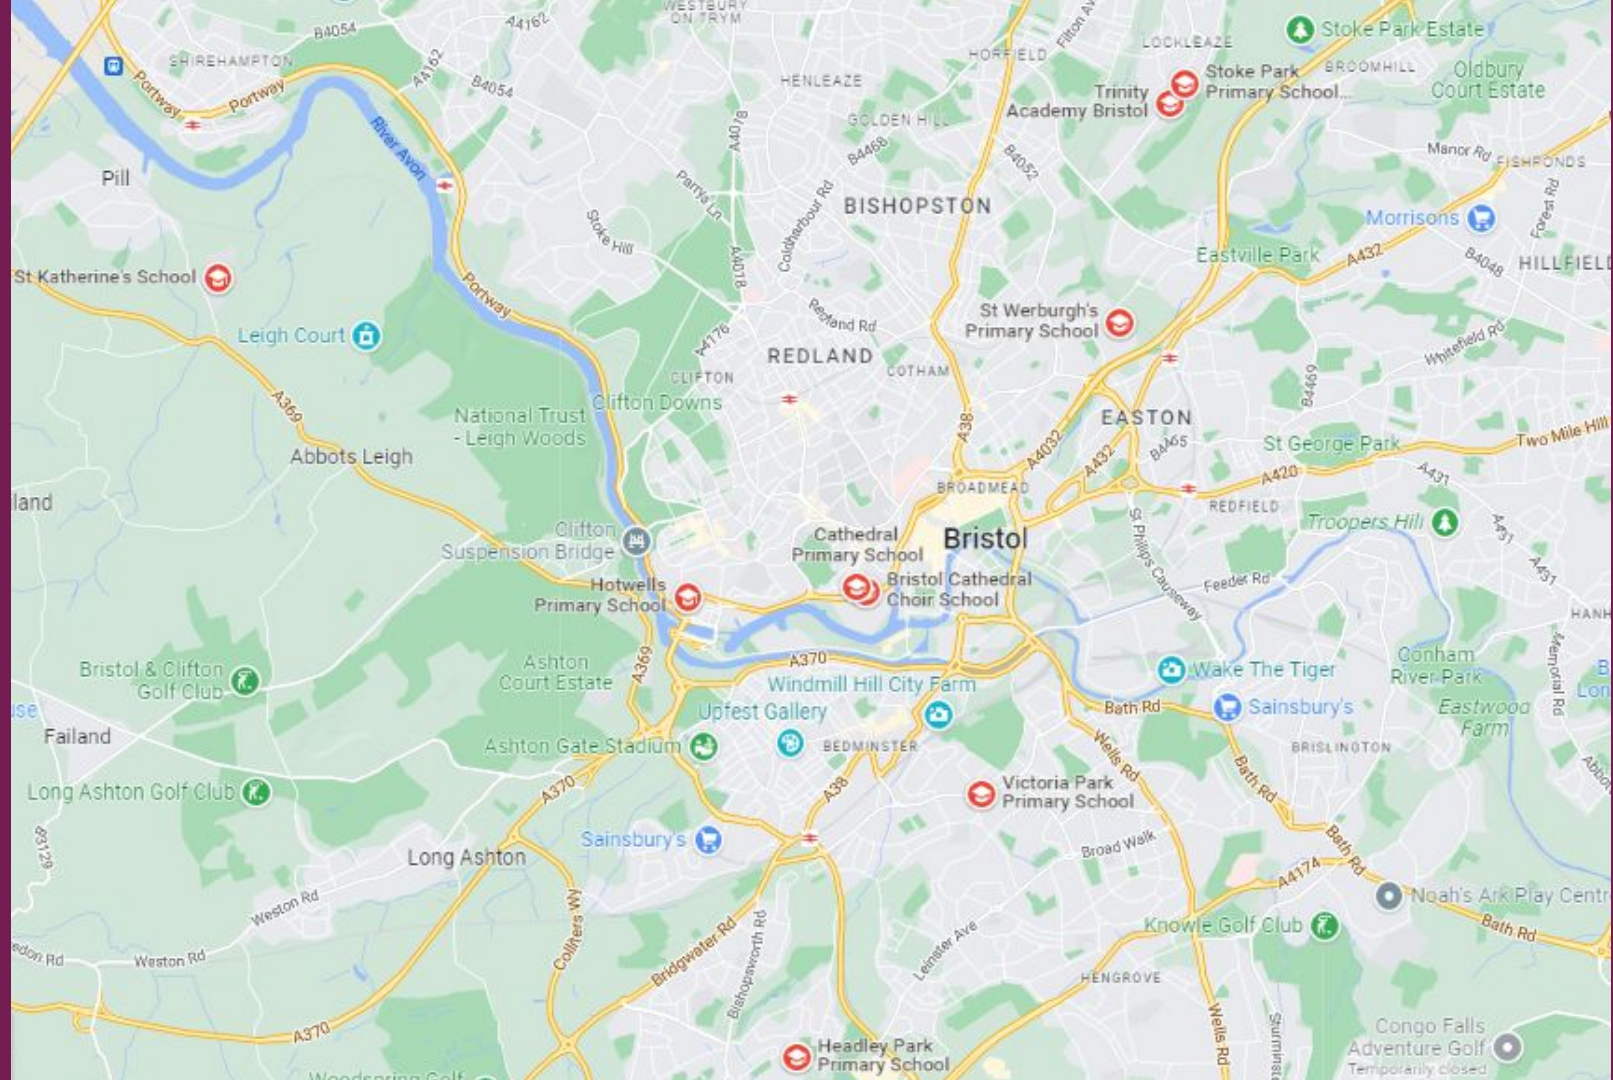 WESTBURY
ON TRYM
A4162
B4054
SHIREHAMPTON
A4162
B4054
Portway
Portway
River Avon
HENLEAZE
HORFIELD
LOCKLEAZE
Stoke Park Estate
BROOMHILL
Oldbury
Court Estate
Stoke Park
Primary School...
Trinity
Academy Bristol
GOLDEN HILL
A4018
B4468
B4052
Manor Rd
FISHPONDS
Forest Rd
Pill
Parrys Ln
Coldharbour Rd
BISHOPSTON
Morrisons
Stoke Hill
A4018
Eastville Park
A432
B4048
HILLFIELD
St Katherine's School
Portway
Leigh Court
Redland Rd
A4176
REDLAND
COTHAM
CLIFTON
St Werburgh's
Primary School
Whitefield Rd
B4469
A369
National Trust
- Leigh Woods
Clifton Downs
A38
A4032
EASTON
A432
B4465
St George Park
Two Mile Hill
A420
A431
Abbots Leigh
BROADMEAD
REDFIELD
Troopers Hill
A431
A431
Clifton
Suspension Bridge
Cathedral
Primary School
Bristol
St Philips Causeway
Feeder Rd
Hotwells
Primary School
Bristol Cathedral
Choir School
HANH
Memorial Rd
Bristol & Clifton
Golf Club
Ashton
Court Estate
A369
A370
Windmill Hill City Farm
Wake The Tiger
Conham
River Park
Bath Rd
Sainsbury's
Eastwood
Farm
Failand
Upfest Gallery
Ashton Gate Stadium
BEDMINSTER
Wells Rd
BRISLINGTON
Bath Rd
Long Ashton Golf Club
A370
A38
Victoria Park
Primary School
B3129
Sainsbury's
Broad Walk
Bath Rd
Long Ashton
A4174
Noah's Ark Play Centr
Weston Rd
Colliters Wy
Bridgwater Rd
Bishopsworth Rd
Leinster Ave
Knowle Golf Club
Bath Rd
Weston Rd
HENGROVE
A370
Wells Rd
Congo Falls
Adventure Golf
Temporarily closed
Headley Park
Primary School
Woodspring Golf